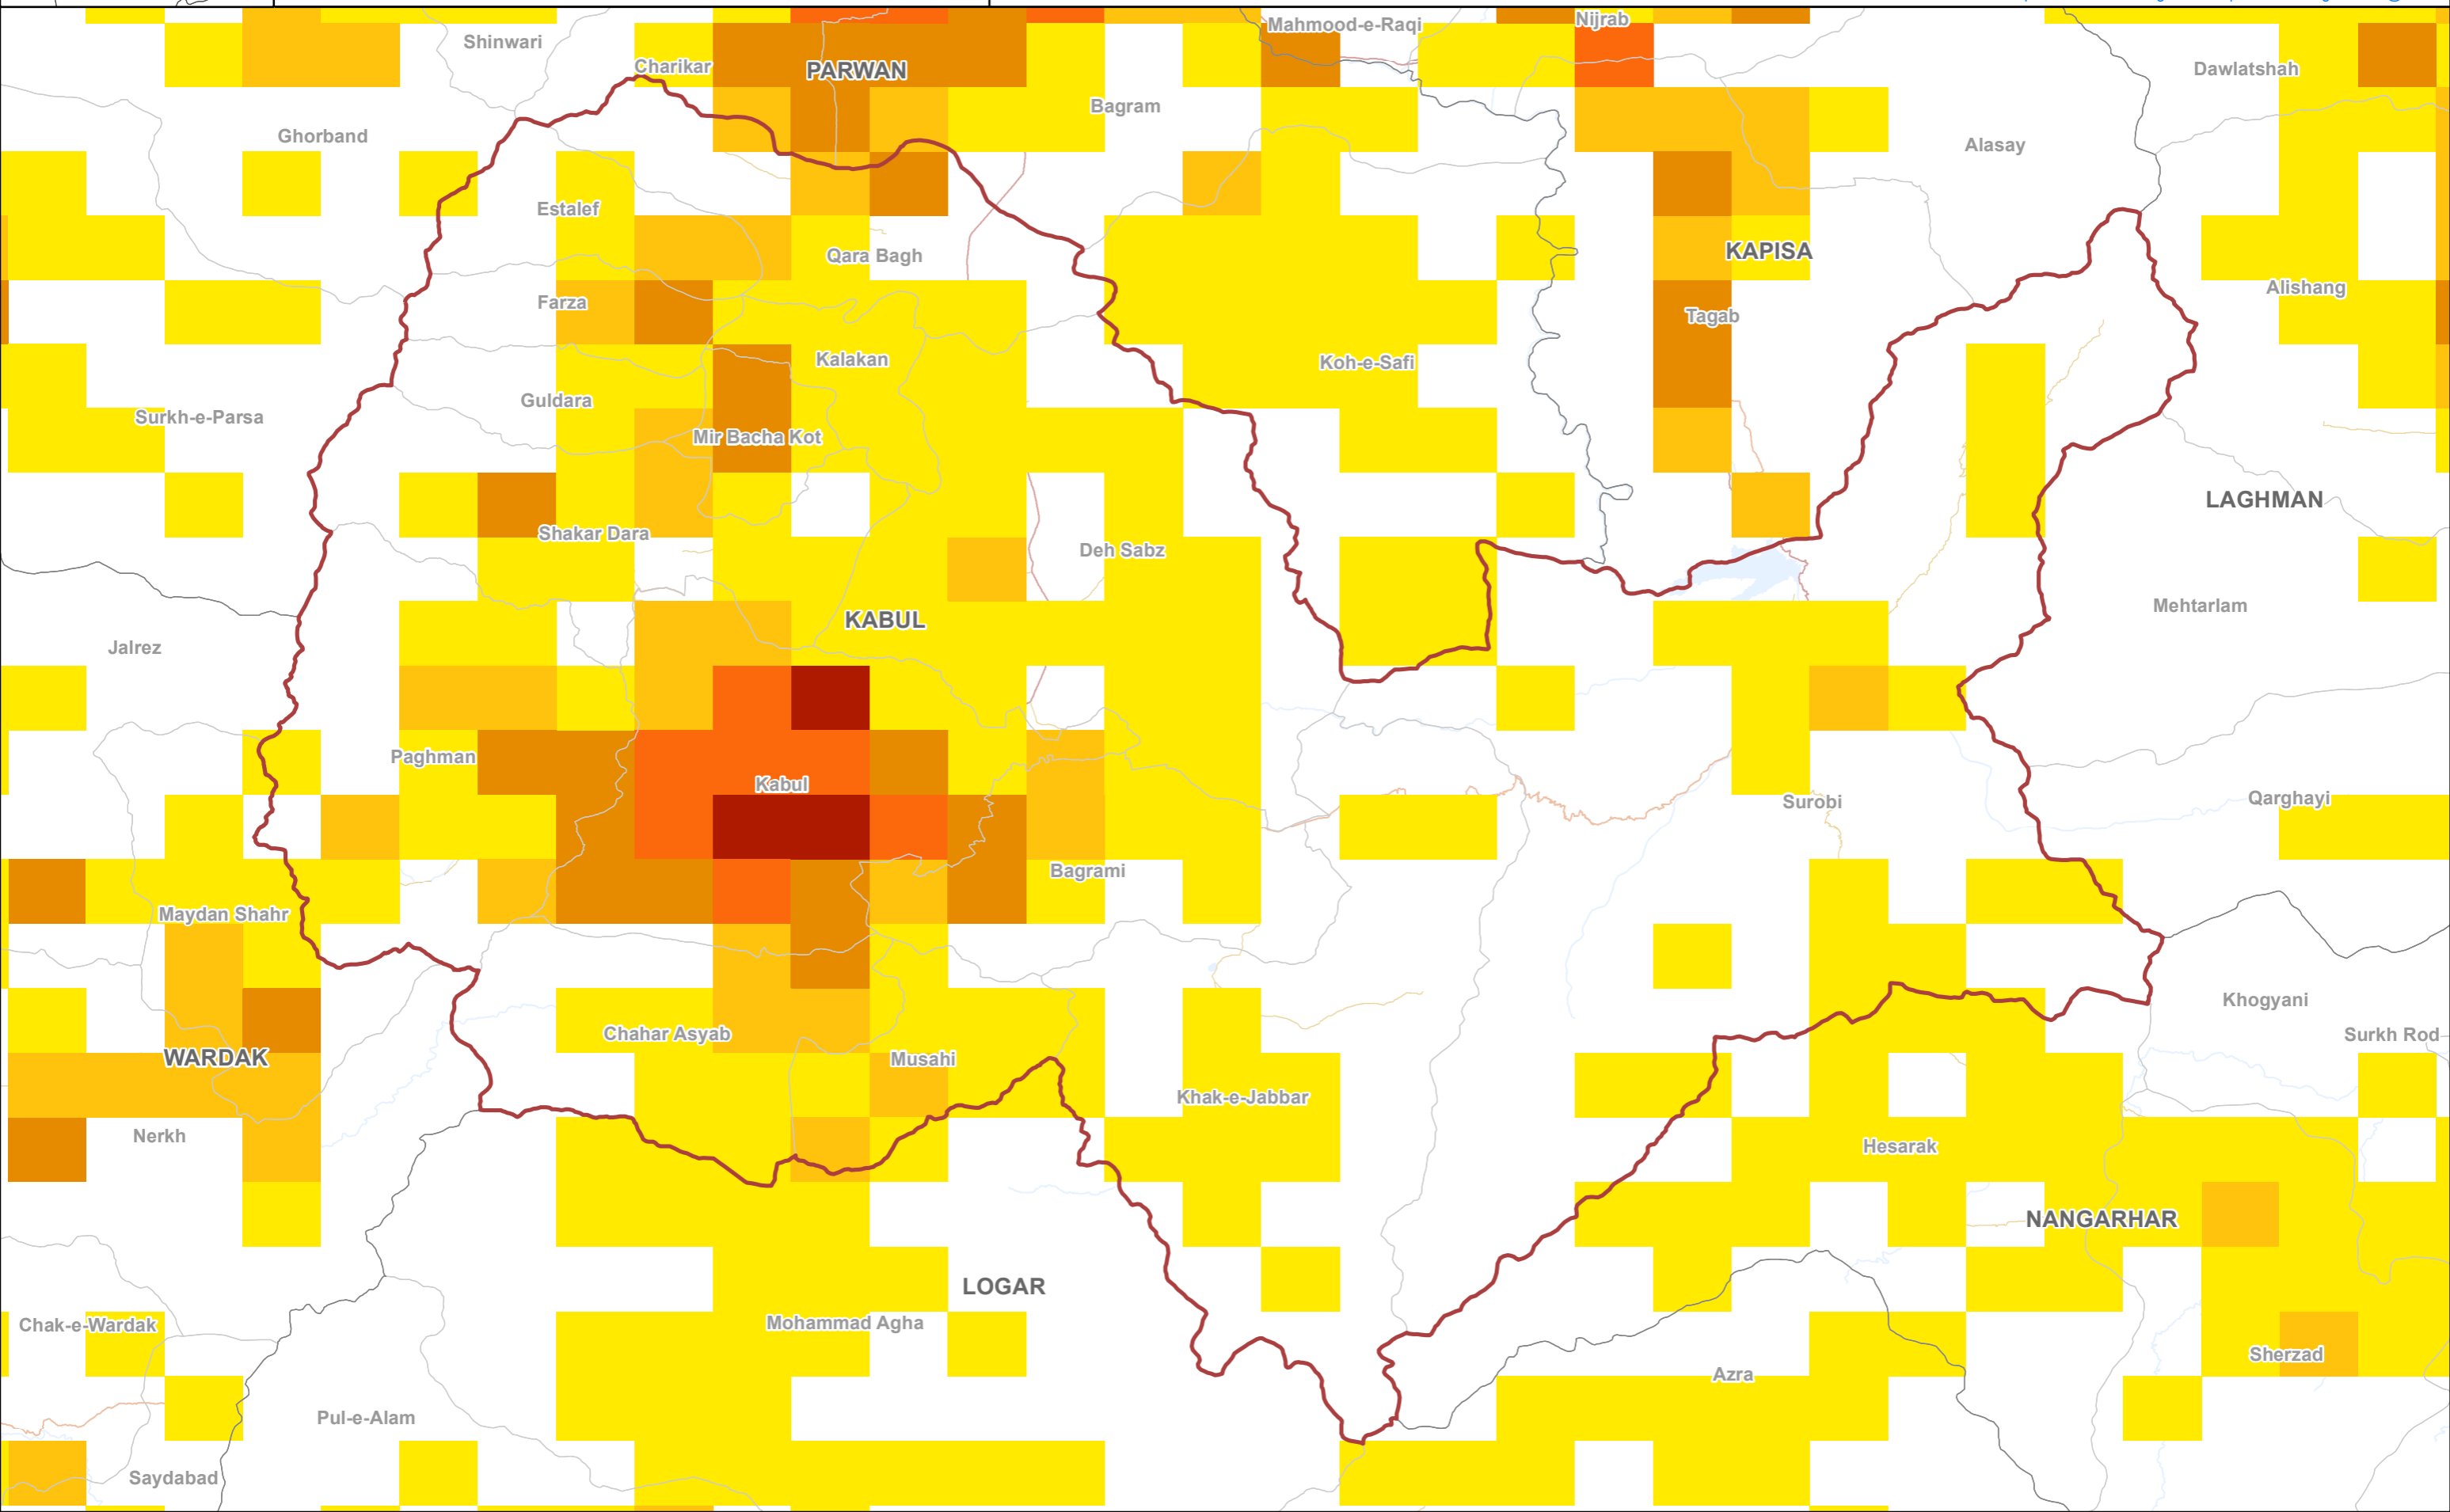 Mahmood-e-Raqi
Nijrab
Shinwari
Charikar
PARWAN
Dawlatshah
Bagram
Ghorband
Alasay
Estalef
Qara Bagh
KAPISA
Farza
Alishang
Tagab
Kalakan
Koh-e-Safi
Guldara
Surkh-e-Parsa
Mir Bacha Kot
LAGHMAN
Shakar Dara
Deh Sabz
Mehtarlam
KABUL
Jalrez
Paghman
Kabul
Surobi
Qarghayi
Bagrami
Maydan Shahr
Khogyani
Chahar Asyab
Surkh Rod
WARDAK
Musahi
Khak-e-Jabbar
Nerkh
Hesarak
NANGARHAR
LOGAR
Chak-e-Wardak
Mohammad Agha
Sherzad
Azra
Pul-e-Alam
Saydabad